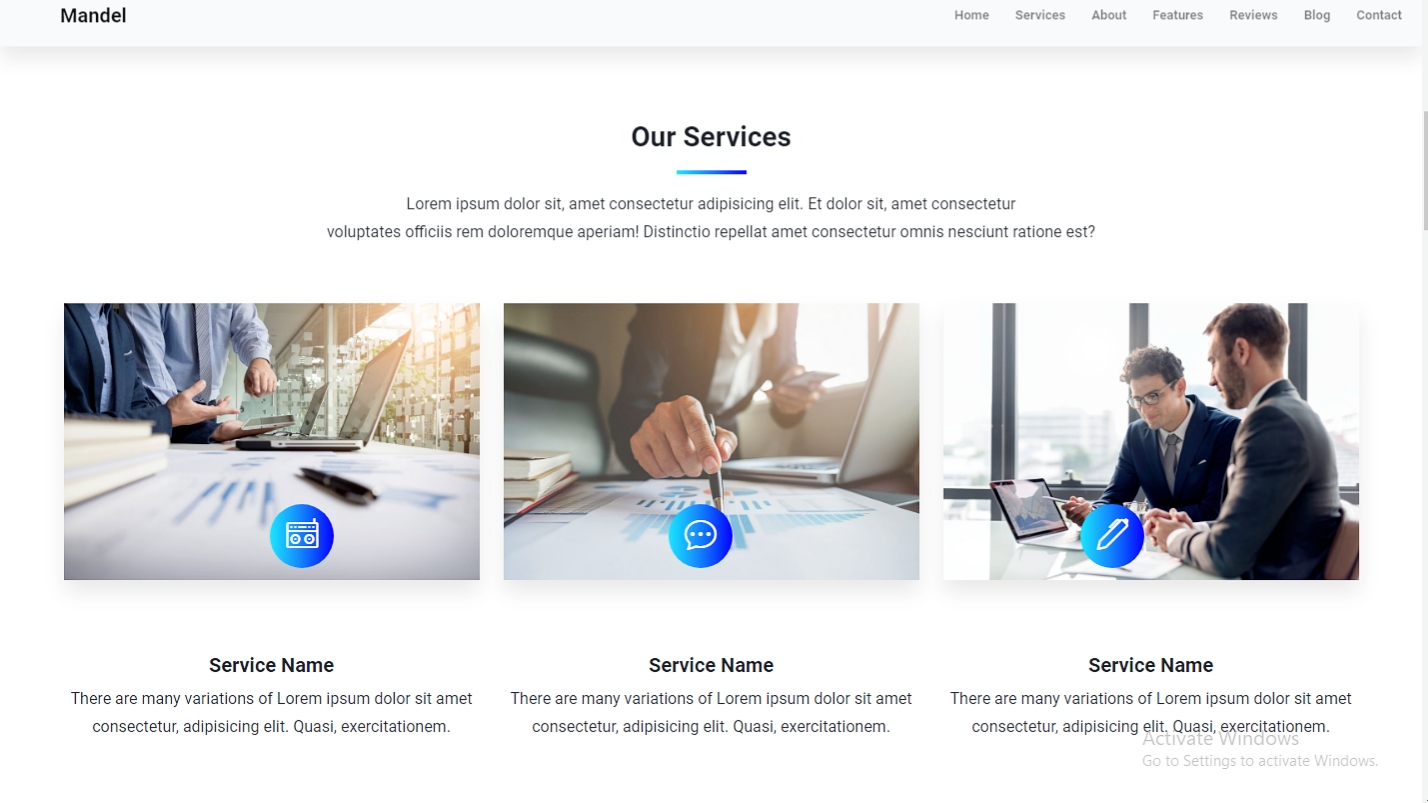 Mandel
Home Services About Features Reviews Blog Contact
Our Services
Lorem ipsum dolor sit, amet consectetur adipisicing elit. Et dolor sit, amet consectetur
voluptates officiis rem doloremque aperiam! Distinctio repellat amet consectetur omnis nesciunt ratione est?
Service Name
There are many variations of Lorem ipsum dolor sit amet
consectetur, adipisicing elit. Quasi, exercitationem.
Service Name
There are many variations of Lorem ipsum dolor sit amet
consectetur, adipisicing elit. Quasi, exercitationem.
Service Name
There are many variations of Lorem ipsum dolor sit amet
consectetur, adipisicing elit. Quasi, exercitationem.
Activate Windows
Go to Settings to activate Windows.